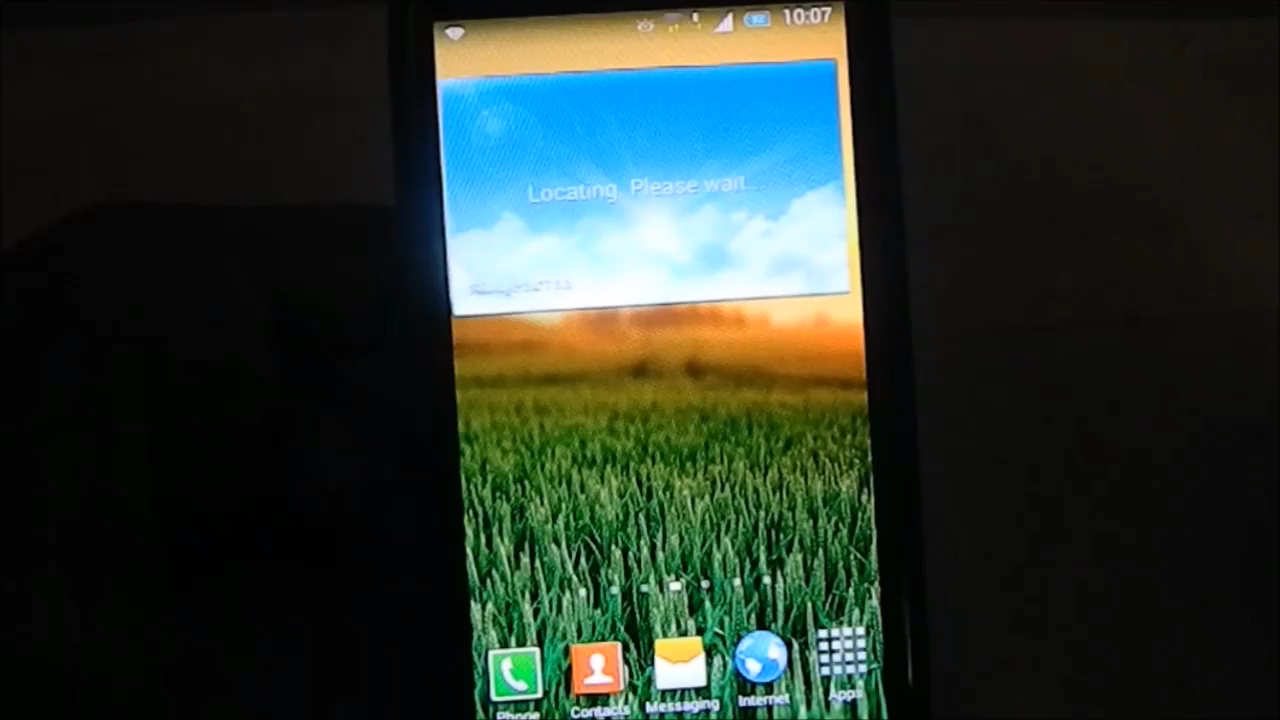 10:07
Locating. Please wait...
Phone
Contacts
Messaging
Internet
Apps